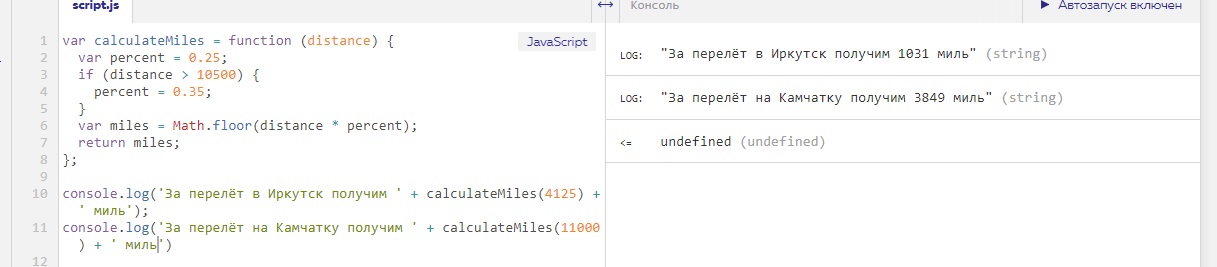 script.js
↔
Консоль
▶ Автозапуск включен
JavaScript
1 var calculateMiles = function (distance) {
2 var percent = 0.25;
3 if (distance > 10500) {
4 percent = 0.35;
5 }
6 var miles = Math.floor(distance * percent);
7 return miles;
8 };
9
10 console.log('За перелёт в Иркутск получим ' + calculateMiles(4125) +
' миль');
11 console.log('За перелёт на Камчатку получим ' + calculateMiles(11000
) + ' миль')
12
LOG: "За перелёт в Иркутск получим 1031 миль" (string)
LOG: "За перелёт на Камчатку получим 3849 миль" (string)
<= undefined (undefined)